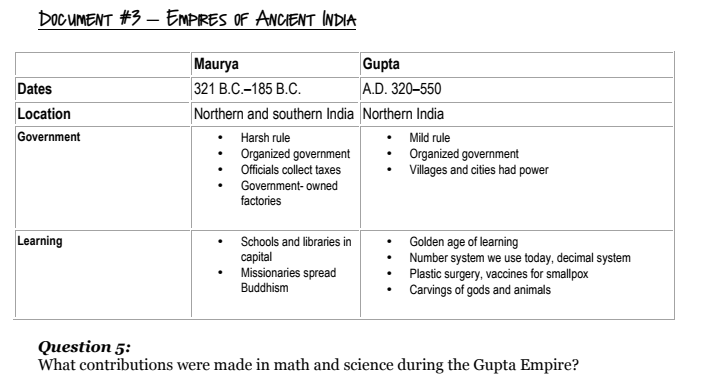 DOCUMENT #3 – EMPIRES OF ANCIENT INDIA
Maurya Gupta
Dates 321 B.C.–185 B.C. A.D. 320–550
Location Northern and southern India Northern India
Government
• Harsh rule
• Organized government
• Officials collect taxes
• Government- owned
factories
• Mild rule
• Organized government
• Villages and cities had power
Learning
• Schools and libraries in
capital
• Missionaries spread
Buddhism
• Golden age of learning
• Number system we use today, decimal system
• Plastic surgery, vaccines for smallpox
• Carvings of gods and animals
Question 5:
What contributions were made in math and science during the Gupta Empire?